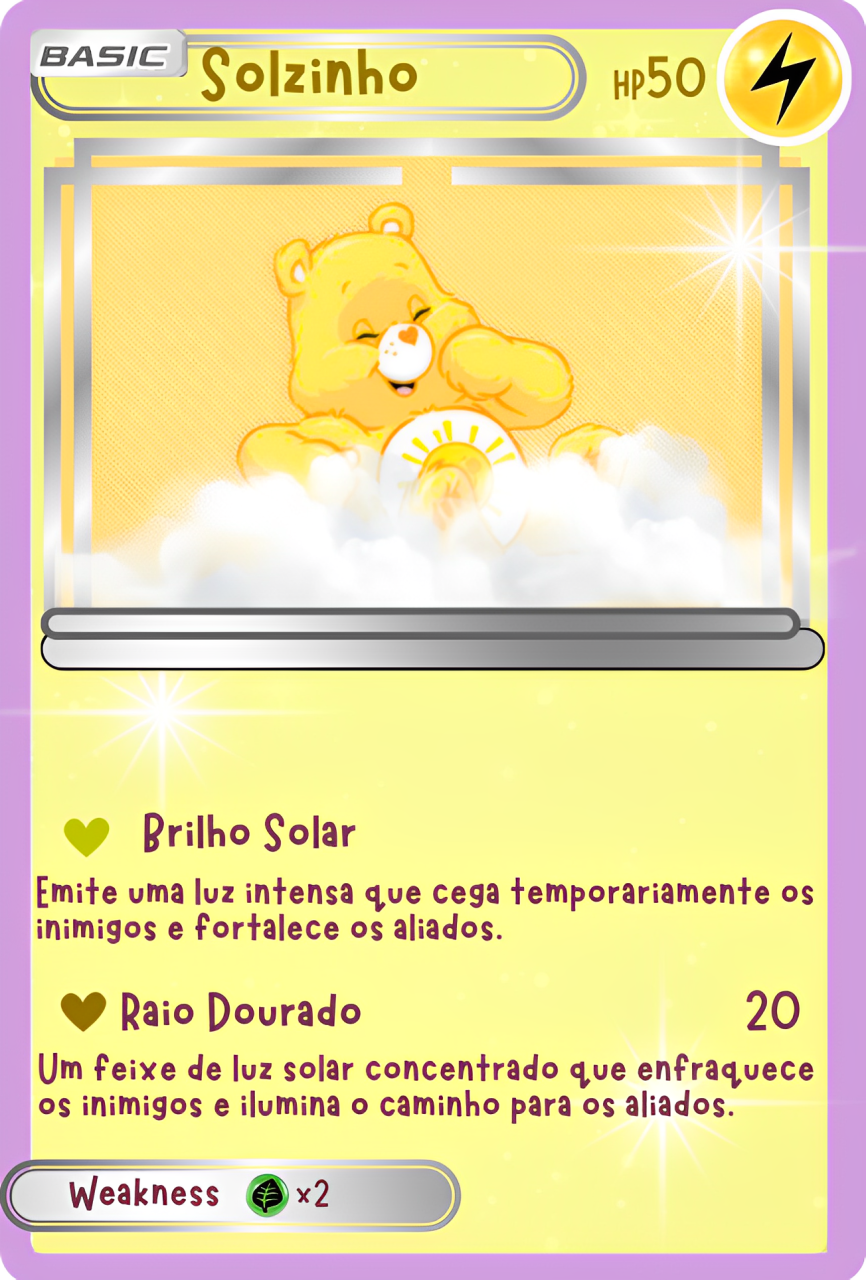 BASIC
Solzinho
HP50
Brilho Solar
Emite uma luz intensa que cega temporariamente os
inimigos e fortalece os aliados.
Raio Dourado 20
Um feixe de luz solar concentrado que enfraquece
os inimigos e ilumina o caminho para os aliados.
Weakness x2